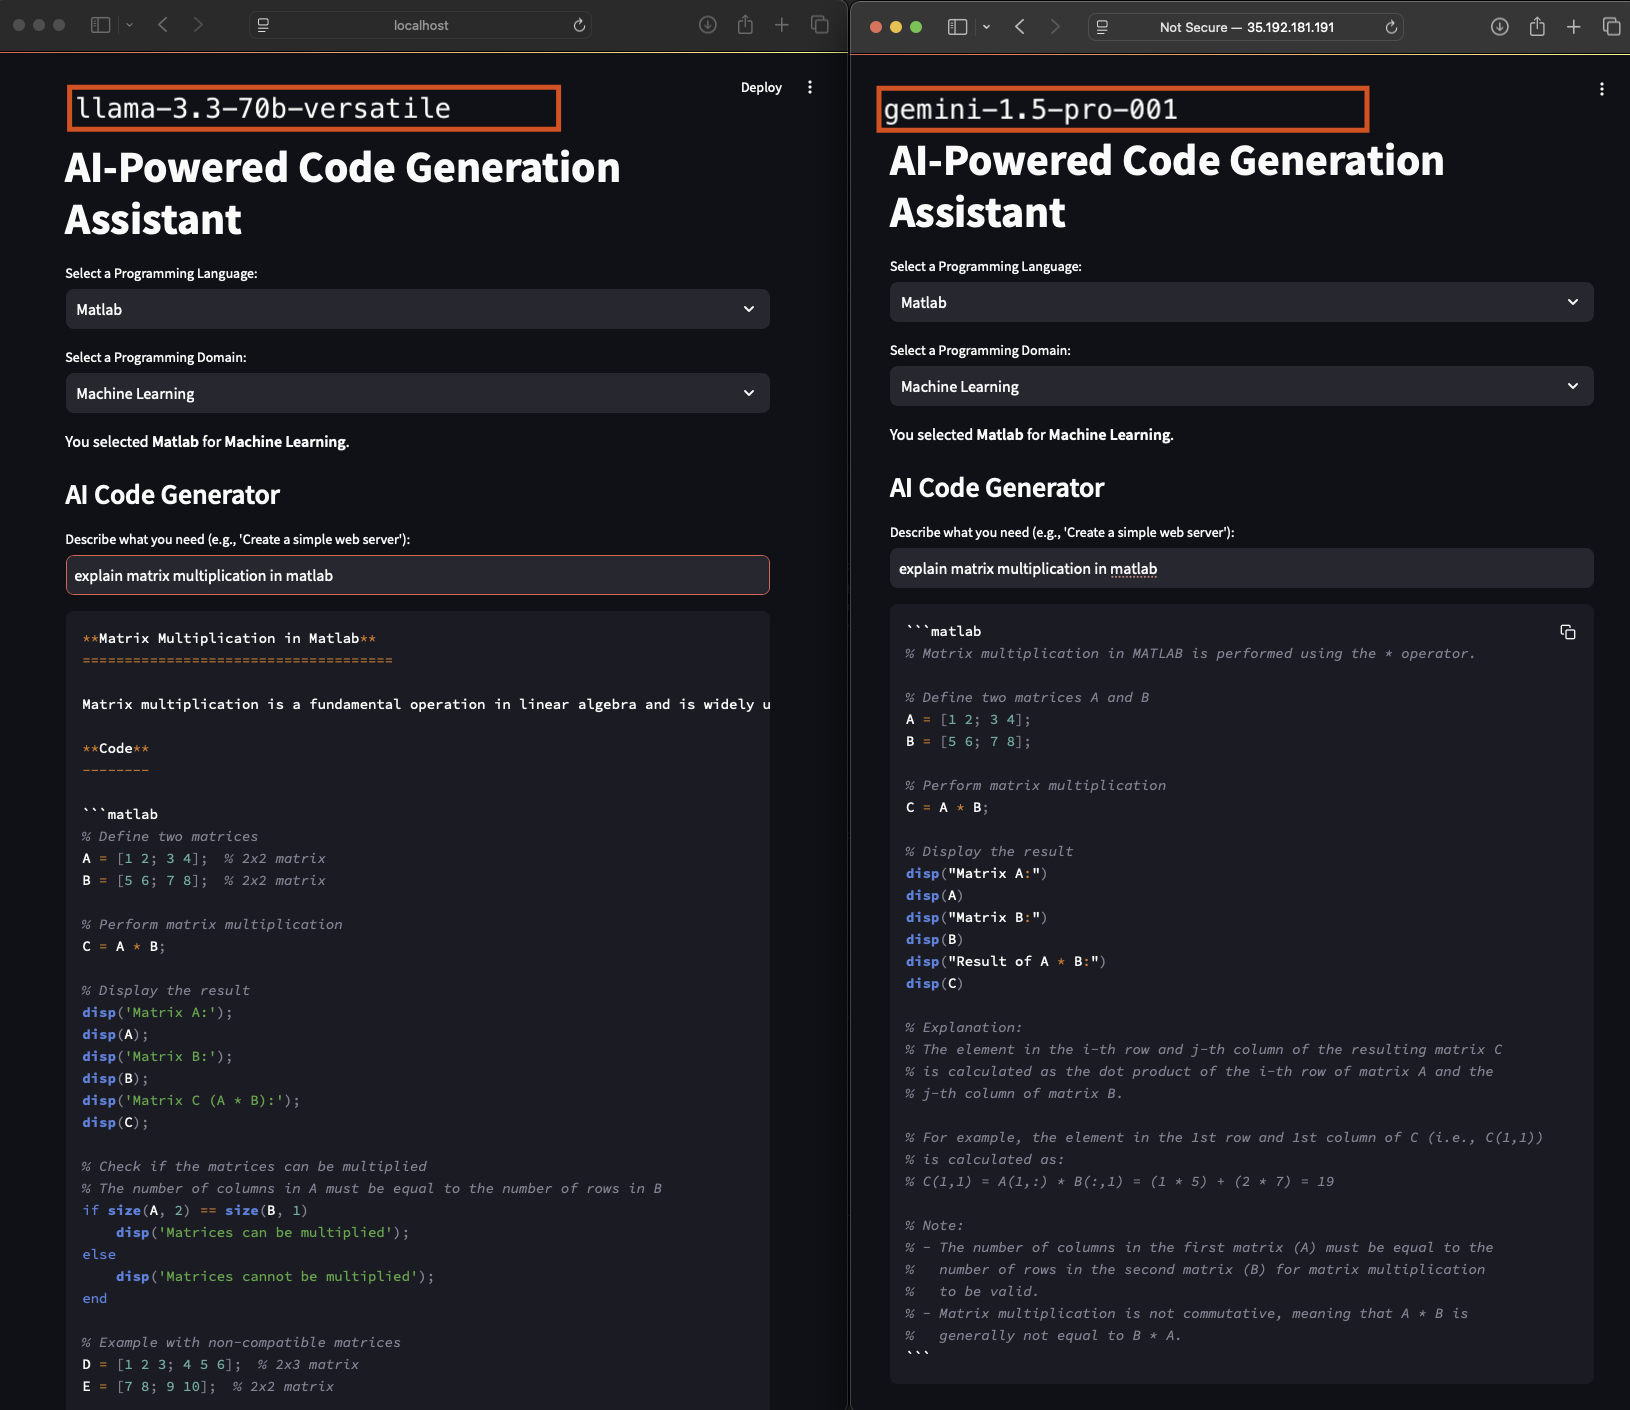 localhost
Deploy
llama-3.3-70b-versatile
AI-Powered Code Generation
Assistant
Select a Programming Language:
Matlab
Select a Programming Domain:
Machine Learning
You selected Matlab for Machine Learning.
AI Code Generator
Describe what you need (e.g., 'Create a simple web server'):
explain matrix multiplication in matlab
**Matrix Multiplication in Matlab**
=====================================
Matrix multiplication is a fundamental operation in linear algebra and is widely u
**Code**
--------
```matlab
% Define two matrices
A = [1 2; 3 4];  % 2x2 matrix
B = [5 6; 7 8];  % 2x2 matrix
% Perform matrix multiplication
C = A * B;
% Display the result
disp('Matrix A:');
disp(A);
disp('Matrix B:');
disp(B);
disp('Matrix C (A * B):');
disp(C);
% Check if the matrices can be multiplied
% The number of columns in A must be equal to the number of rows in B
if size(A, 2) == size(B, 1)
    disp('Matrices can be multiplied');
else
    disp('Matrices cannot be multiplied');
end
% Example with non-compatible matrices
D = [1 2 3; 4 5 6];  % 2x3 matrix
E = [7 8; 9 10];  % 2x2 matrix
Not Secure — 35.192.181.191
gemini-1.5-pro-001
AI-Powered Code Generation
Assistant
Select a Programming Language:
Matlab
Select a Programming Domain:
Machine Learning
You selected Matlab for Machine Learning.
AI Code Generator
Describe what you need (e.g., 'Create a simple web server'):
explain matrix multiplication in matlab
```matlab
% Matrix multiplication in MATLAB is performed using the * operator.
% Define two matrices A and B
A = [1 2; 3 4];
B = [5 6; 7 8];
% Perform matrix multiplication
C = A * B;
% Display the result
disp("Matrix A:")
disp(A)
disp("Matrix B:")
disp(B)
disp("Result of A * B:")
disp(C)
% Explanation:
% The element in the i-th row and j-th column of the resulting matrix C
% is calculated as the dot product of the i-th row of matrix A and the
% j-th column of matrix B.
% For example, the element in the 1st row and 1st column of C (i.e., C(1,1))
% is calculated as:
% C(1,1) = A(1,:) * B(:,1) = (1 * 5) + (2 * 7) = 19
% Note:
% - The number of columns in the first matrix (A) must be equal to the
%   number of rows in the second matrix (B) for matrix multiplication
%   to be valid.
% - Matrix multiplication is not commutative, meaning that A * B is
%   generally not equal to B * A.
```